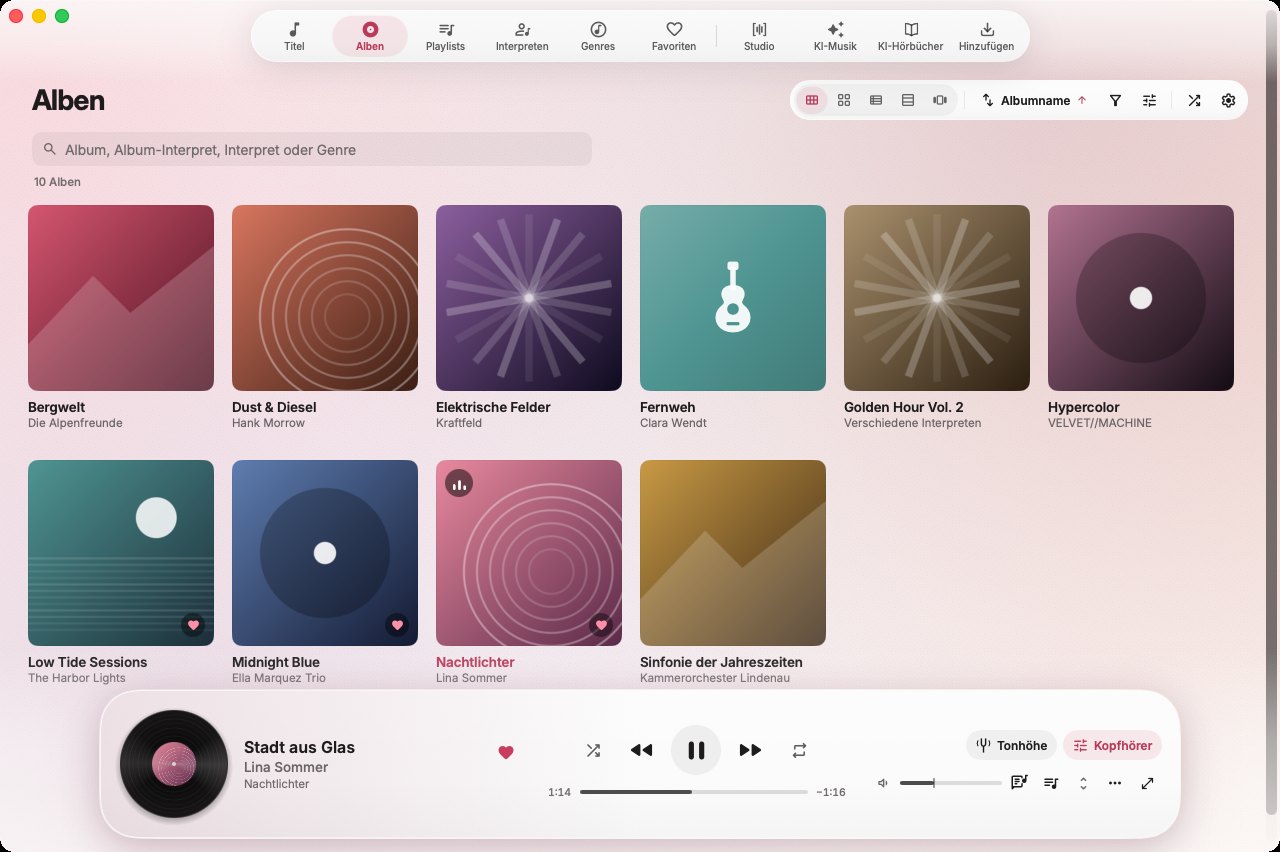 Titel
Alben
Playlists
Interpreten
Genres
Favoriten
Studio
KI-Musik
KI-Hörbücher
Hinzufügen
Alben
Albumname
Album, Album-Interpret, Interpret oder Genre
10 Alben
Bergwelt
Die Alpenfreunde
Dust & Diesel
Hank Morrow
Elektrische Felder
Kraftfeld
Fernweh
Clara Wendt
Golden Hour Vol. 2
Verschiedene Interpreten
Hypercolor
VELVET//MACHINE
Low Tide Sessions
The Harbor Lights
Midnight Blue
Ella Marquez Trio
Nachtlichter
Lina Sommer
Sinfonie der Jahreszeiten
Kammerorchester Lindenau
Stadt aus Glas
Lina Sommer
Nachtlichter
1:14
−1:16
Tonhöhe
Kopfhörer